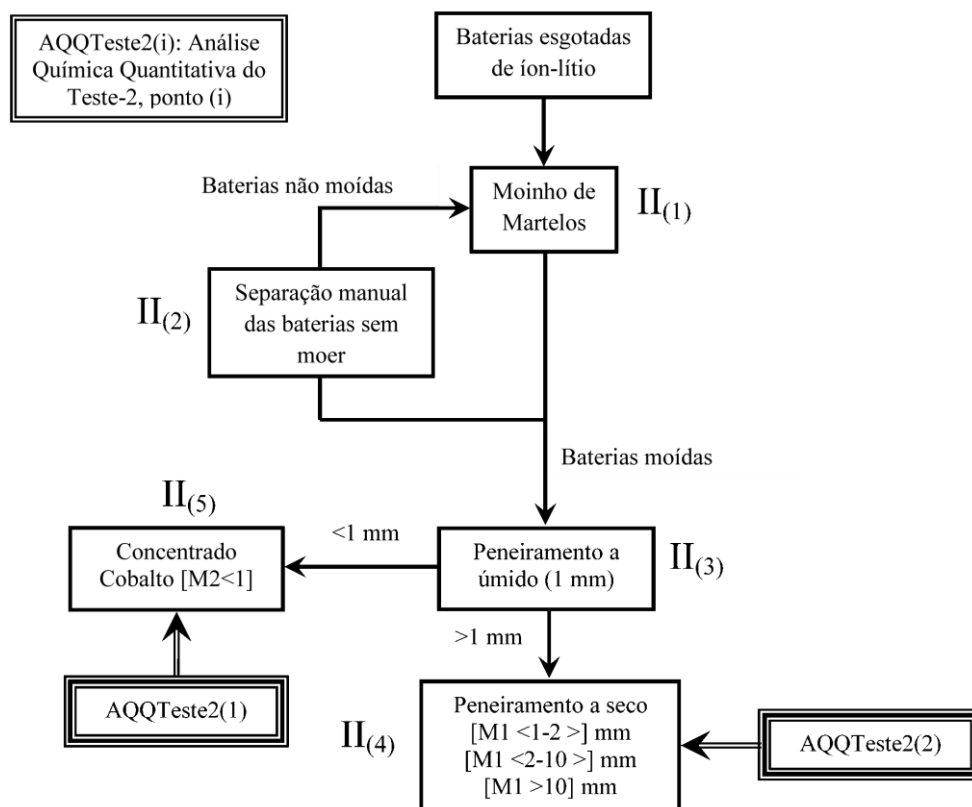 AQQTeste2(i): Análise
Química Quantitativa do
Teste-2, ponto (i)
Baterias esgotadas
de íon-lítio
Baterias não moídas
Moinho de
Martelos
II(1)
II(2)
Separação manual
das baterias sem
moer
Baterias moídas
II(5)
<1 mm
Concentrado
Cobalto [M2<1]
Peneiramento a
úmido (1 mm)
II(3)
>1 mm
AQQTeste2(1)
II(4)
Peneiramento a seco
[M1 <1-2 >] mm
[M1 <2-10 >] mm
[M1 >10] mm
AQQTeste2(2)